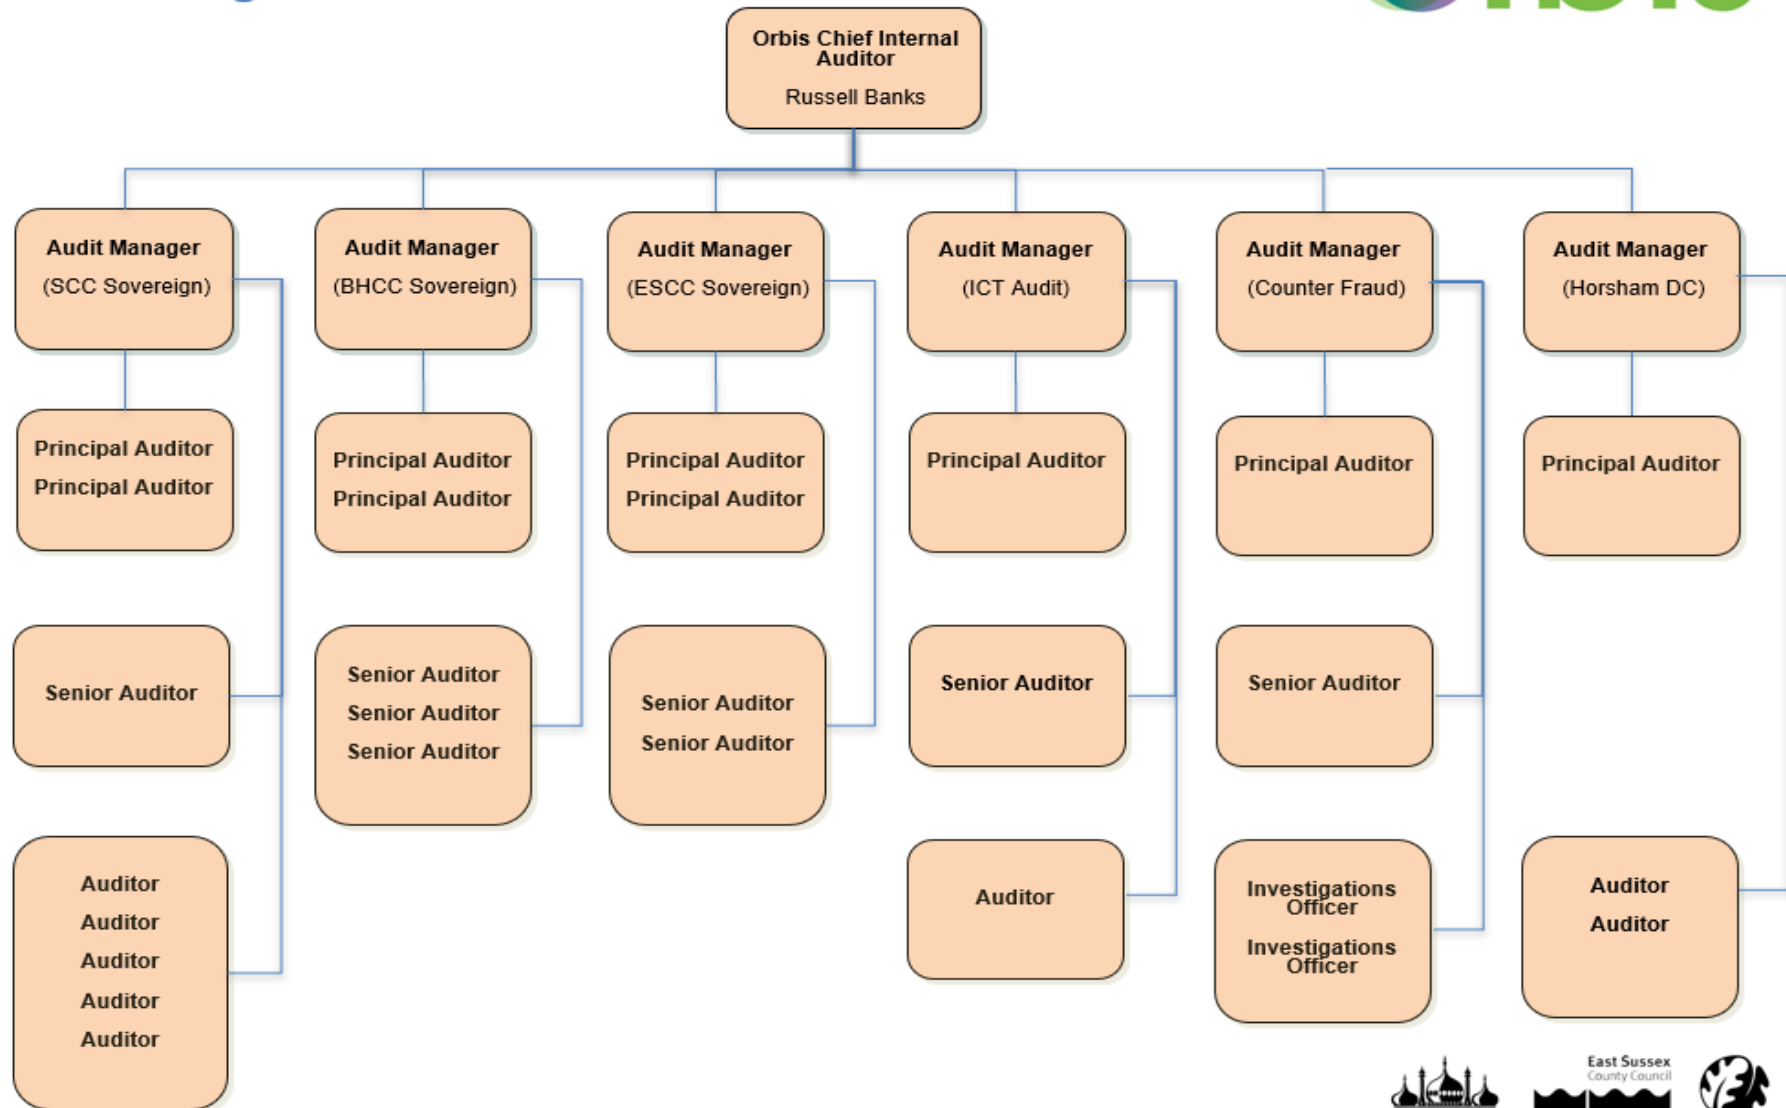 Orbis Chief Internal
Auditor
Russell Banks
Audit Manager
(SCC Sovereign)
Audit Manager
(BHCC Sovereign)
Audit Manager
(ESCC Sovereign)
Audit Manager
(ICT Audit)
Audit Manager
(Counter Fraud)
Audit Manager
(Horsham DC)
Principal Auditor
Principal Auditor
Principal Auditor
Principal Auditor
Principal Auditor
Principal Auditor
Principal Auditor
Principal Auditor
Principal Auditor
Senior Auditor
Senior Auditor
Senior Auditor
Senior Auditor
Senior Auditor
Senior Auditor
Senior Auditor
Senior Auditor
Auditor
Auditor
Auditor
Auditor
Auditor
Auditor
Investigations
Officer
Investigations
Officer
Auditor
Auditor
East Sussex
County Council